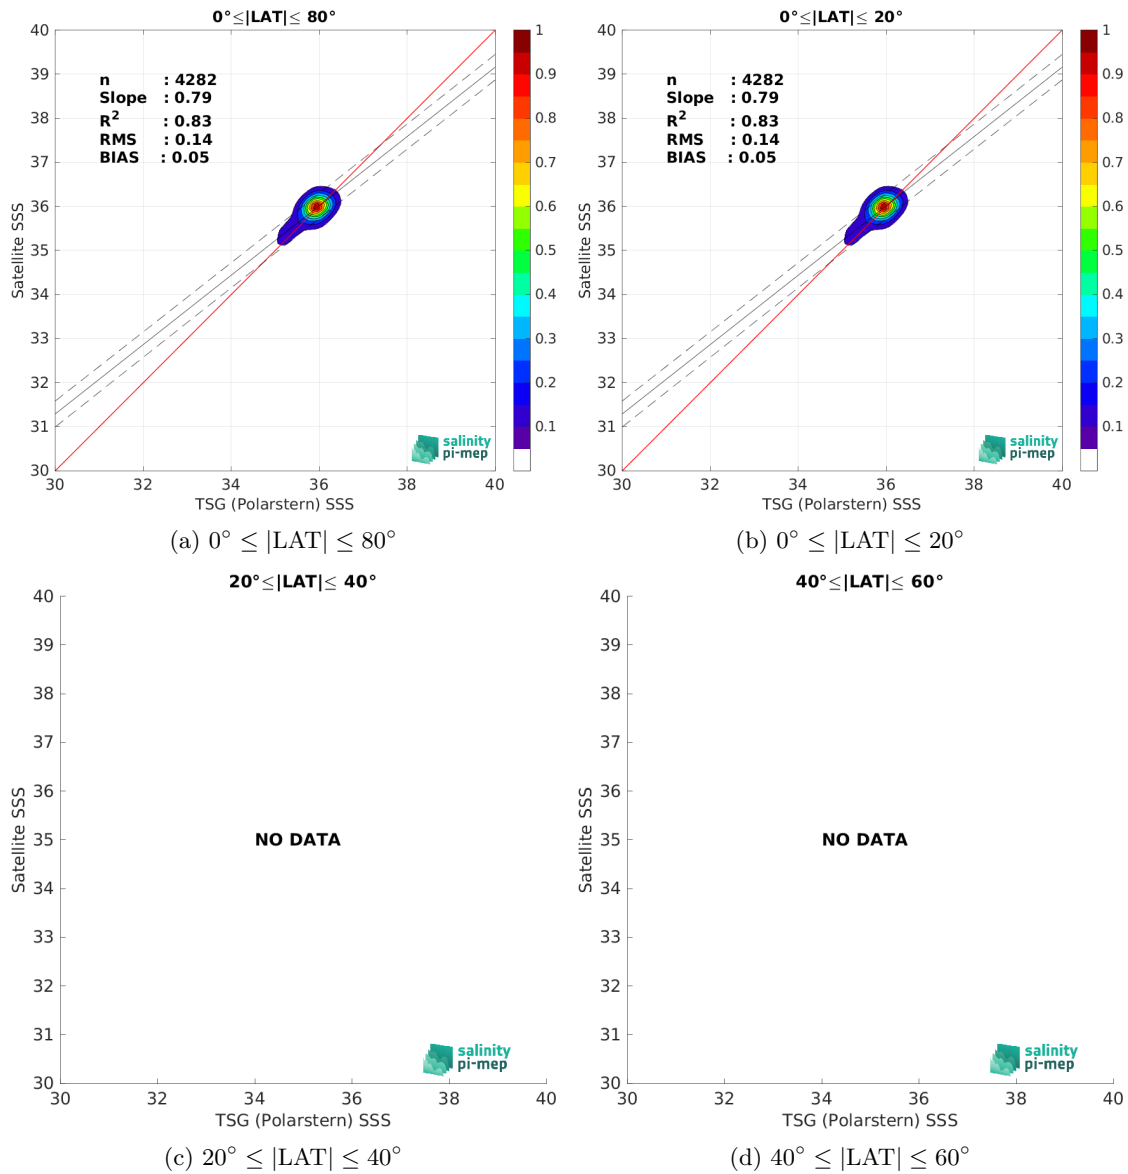 0°≤|LAT|≤ 80°
40
39
38
37
36
35
34
33
32
31
30
Satellite SSS
n : 4282
Slope : 0.79
R² : 0.83
RMS : 0.14
BIAS : 0.05
salinity
pi-mep
30 32 34 36 38 40
TSG (Polarstern) SSS
1
0.9
0.8
0.7
0.6
0.5
0.4
0.3
0.2
0.1
(a) 0° ≤ |LAT| ≤ 80°
0°≤|LAT|≤ 20°
40
39
38
37
36
35
34
33
32
31
30
Satellite SSS
n : 4282
Slope : 0.79
R² : 0.83
RMS : 0.14
BIAS : 0.05
salinity
pi-mep
30 32 34 36 38 40
TSG (Polarstern) SSS
1
0.9
0.8
0.7
0.6
0.5
0.4
0.3
0.2
0.1
(b) 0° ≤ |LAT| ≤ 20°
20°≤|LAT|≤ 40°
40
39
38
37
36
35
34
33
32
31
30
Satellite SSS
NO DATA
salinity
pi-mep
30 32 34 36 38 40
TSG (Polarstern) SSS
(c) 20° ≤ |LAT| ≤ 40°
40°≤|LAT|≤ 60°
40
39
38
37
36
35
34
33
32
31
30
Satellite SSS
NO DATA
salinity
pi-mep
30 32 34 36 38 40
TSG (Polarstern) SSS
(d) 40° ≤ |LAT| ≤ 60°